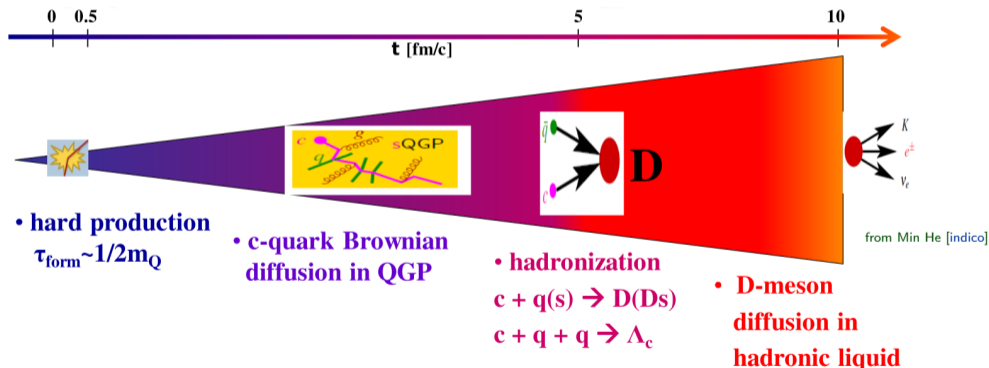 0 0.5 5 10
t [fm/c]
c g sQGP
q
q̄
c
D
K
e±
νe
• hard production
τform~1/2mQ
• c-quark Brownian
diffusion in QGP
• hadronization
c + q(s) → D(Ds)
c + q + q → Λc
from Min He [indico]
• D-meson
diffusion in
hadronic liquid